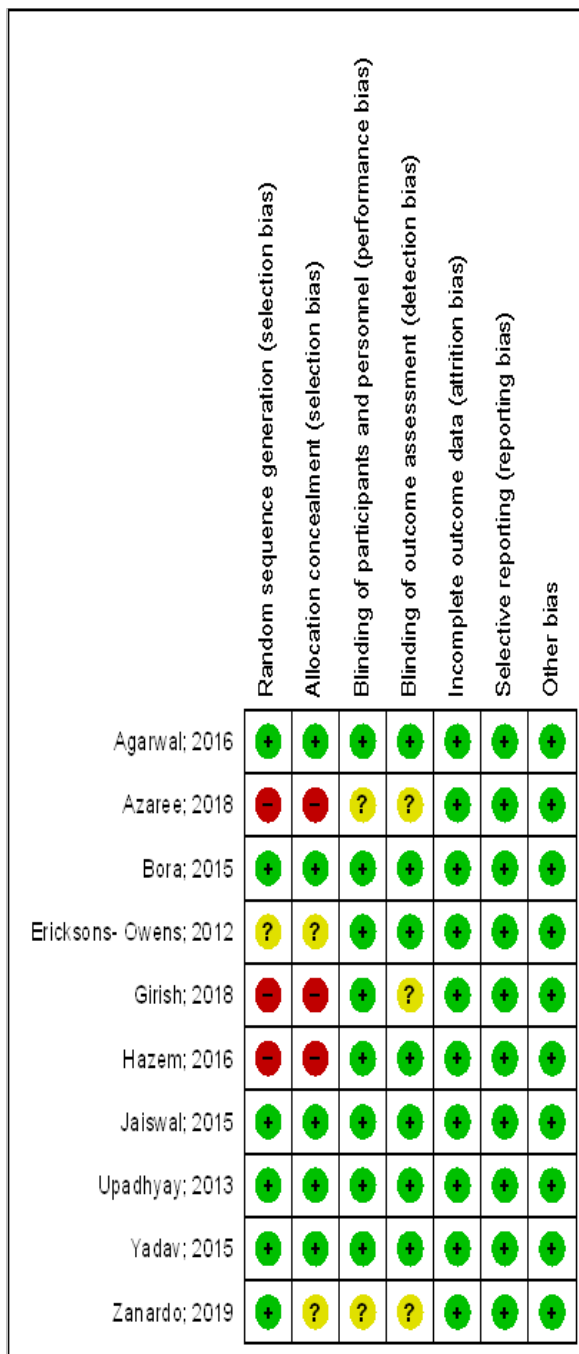 Random sequence generation (selection bias)
Allocation concealment (selection bias)
Blinding of participants and personnel (performance bias)
Blinding of outcome assessment (detection bias)
Incomplete outcome data (attrition bias)
Selective reporting (reporting bias)
Other bias
Agarwal; 2016 + + + + + + +
Azaree; 2018 - - ? ? + + +
Bora; 2015 + + + + + + +
Ericksons- Owens; 2012 ? ? + + + + +
Girish; 2018 - - + ? + + +
Hazem; 2016 - - + + + + +
Jaiswal; 2015 + + + + + + +
Upadhyay; 2013 + + + + + + +
Yadav; 2015 + + + + + + +
Zanardo; 2019 + ? ? ? + + +